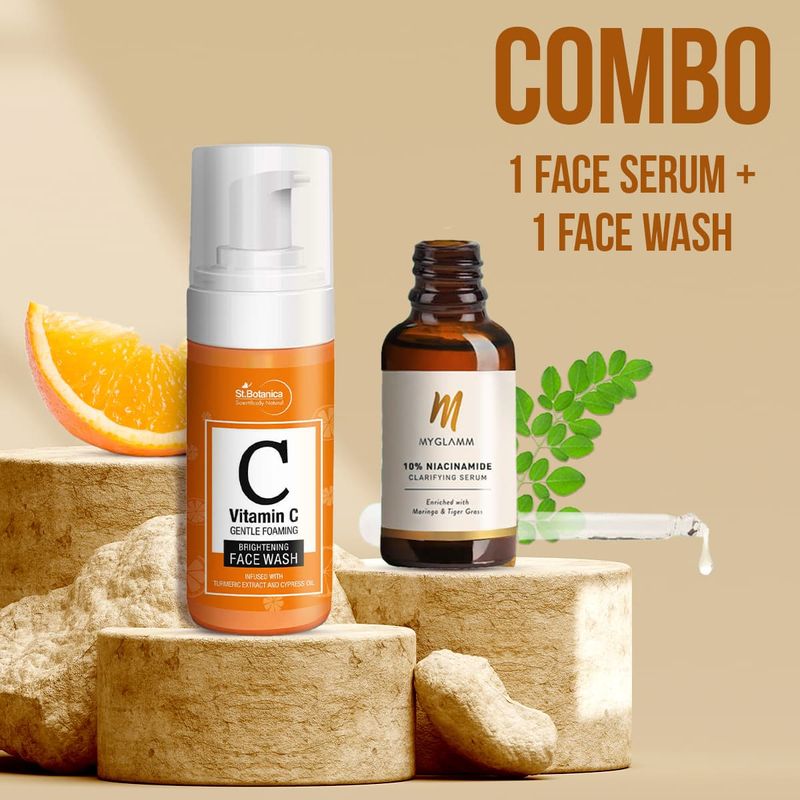 COMBO
1 FACE SERUM +
1 FACE WASH
St.Botanica
Scientifically Natural
C
Vitamin C
GENTLE FOAMING
BRIGHTENING
FACE WASH
INFUSED WITH
TURMERIC EXTRACT AND CYPRESS OIL
M
MYGLAMM
10% NIACINAMIDE
CLARIFYING SERUM
Enriched with
Moringa & Tiger Grass